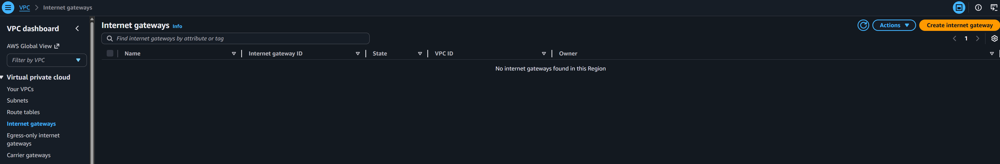 VPC > Internet gateways
VPC dashboard
AWS Global View
Filter by VPC
Virtual private cloud
Your VPCs
Subnets
Route tables
Internet gateways
Egress-only internet
gateways
Carrier gateways
Internet gateways Info
Actions
Create internet gateway
Find internet gateways by attribute or tag
1
Name Internet gateway ID State VPC ID Owner
No internet gateways found in this Region